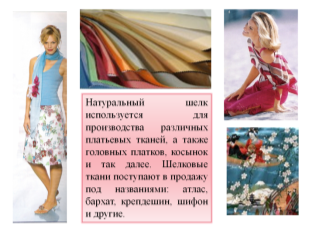 Натуральный шелк
используется для
производства различных
платьевых тканей, а также
головных платков, косынок
и так далее. Шелковые
ткани поступают в продажу
под названиями: атлас,
бархат, крепдешин, шифон
и другие.